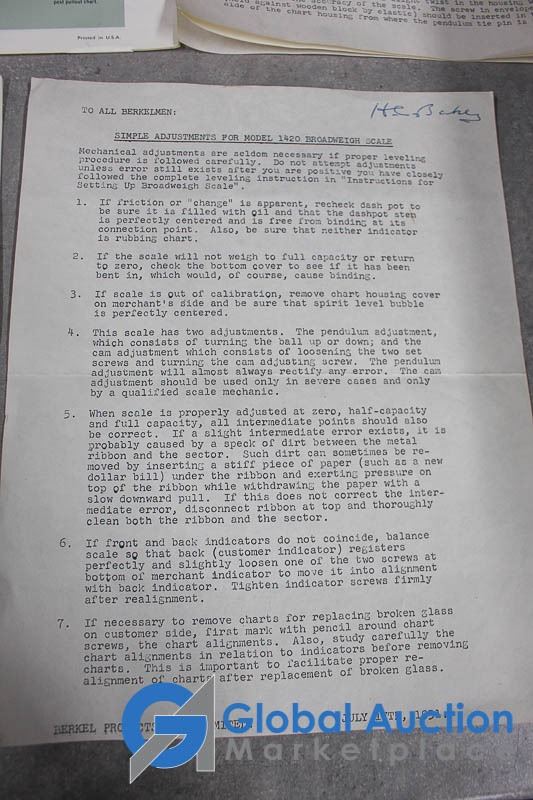 post payout chart.
Printed in U.S.A.
twist in the housing
held against wooden block by elastic) should be inserted in
side of the chart housing from where the pendulum tie pin is
TO ALL BERKELMEN:
SIMPLE ADJUSTMENTS FOR MODEL 1420 BROADWEIGH SCALE
Mechanical adjustments are seldom necessary if proper leveling
procedure is followed carefully. Do not attempt adjustments
unless error still exists after you are positive you have closely
followed the complete leveling instruction in "Instructions for
Setting Up Broadweigh Scale".
1. If friction or "change" is apparent, recheck dash pot to
be sure it is filled with oil and that the dashpot stem
is perfectly centered and is free from binding at its
connection point. Also, be sure that neither indicator
is rubbing chart.
2. If the scale will not weigh to full capacity or return
to zero, check the bottom cover to see if it has been
bent in, which would, of course, cause binding.
3. If scale is out of calibration, remove chart housing cover
on merchant's side and be sure that spirit level bubble
is perfectly centered.
4. This scale has two adjustments. The pendulum adjustment,
which consists of turning the ball up or down; and the
cam adjustment which consists of loosening the two set
screws and turning the cam adjusting screw. The pendulum
adjustment will almost always rectify any error. The cam
adjustment should be used only in severe cases and only
by a qualified scale mechanic.
5. When scale is properly adjusted at zero, half-capacity
and full capacity, all intermediate points should also
be correct. If a slight intermediate error exists, it is
probably caused by a speck of dirt between the metal
ribbon and the sector. Such dirt can sometimes be re-
moved by inserting a stiff piece of paper (such as a new
dollar bill) under the ribbon and exerting pressure on
top of the ribbon while withdrawing the paper with a
slow downward pull. If this does not correct the inter-
mediate error, disconnect ribbon at top and thoroughly
clean both the ribbon and the sector.
6. If front and back indicators do not coincide, balance
scale so that back (customer indicator) registers
perfectly and slightly loosen one of the two screws at
bottom of merchant indicator to move it into alignment
with back indicator. Tighten indicator screws firmly
after realignment.
7. If necessary to remove charts for replacing broken glass
on customer side, first mark with pencil around chart
screws, the chart alignments. Also, study carefully the
chart alignments in relation to indicators before removing
charts. This is important to facilitate proper re-
alignment of charts after replacement of broken glass.
BERKEL PRODUCTS
Global Auction
Marketplace